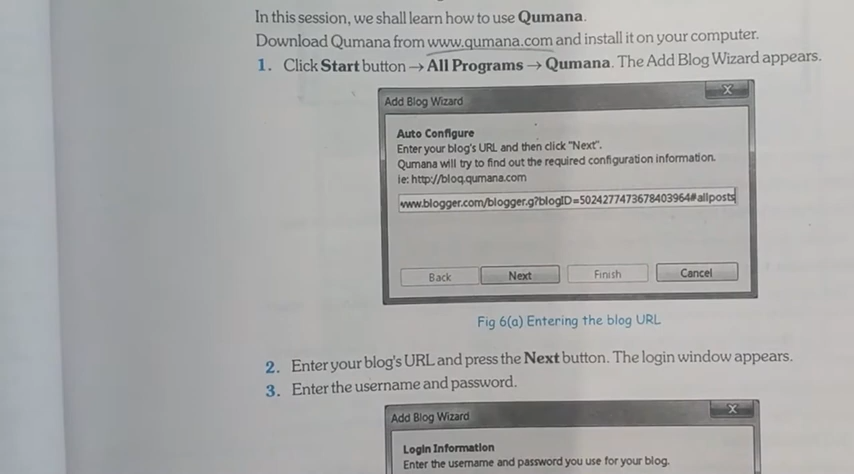 In this session, we shall learn how to use Qumana.
Download Qumana from www.qumana.com and install it on your computer.
1. Click Start button → All Programs → Qumana. The Add Blog Wizard appears.
Add Blog Wizard
X
Auto Configure
Enter your blog's URL and then click "Next".
Qumana will try to find out the required configuration information.
ie: http://blog.qumana.com
www.blogger.com/blogger.g?blogID=5024277473678403964#allposts
Back Next Finish Cancel
Fig 6(a) Entering the blog URL
2. Enter your blog's URL and press the Next button. The login window appears.
3. Enter the username and password.
Add Blog Wizard
X
Login Information
Enter the username and password you use for your blog.